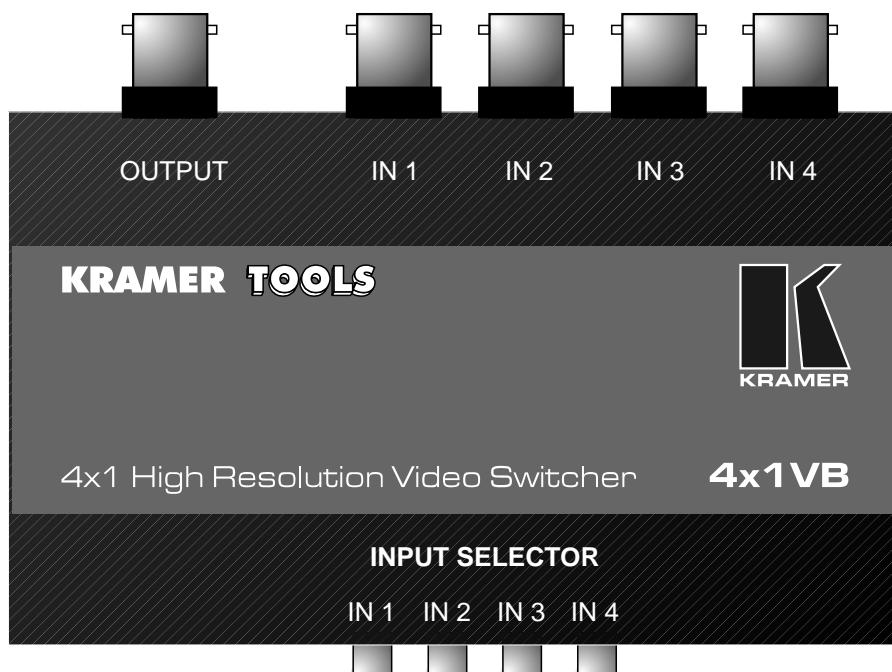 OUTPUT IN 1 IN 2 IN 3 IN 4
KRAMER TOOLS
KRAMER
4x1 High Resolution Video Switcher 4x1VB
INPUT SELECTOR
IN 1 IN 2 IN 3 IN 4